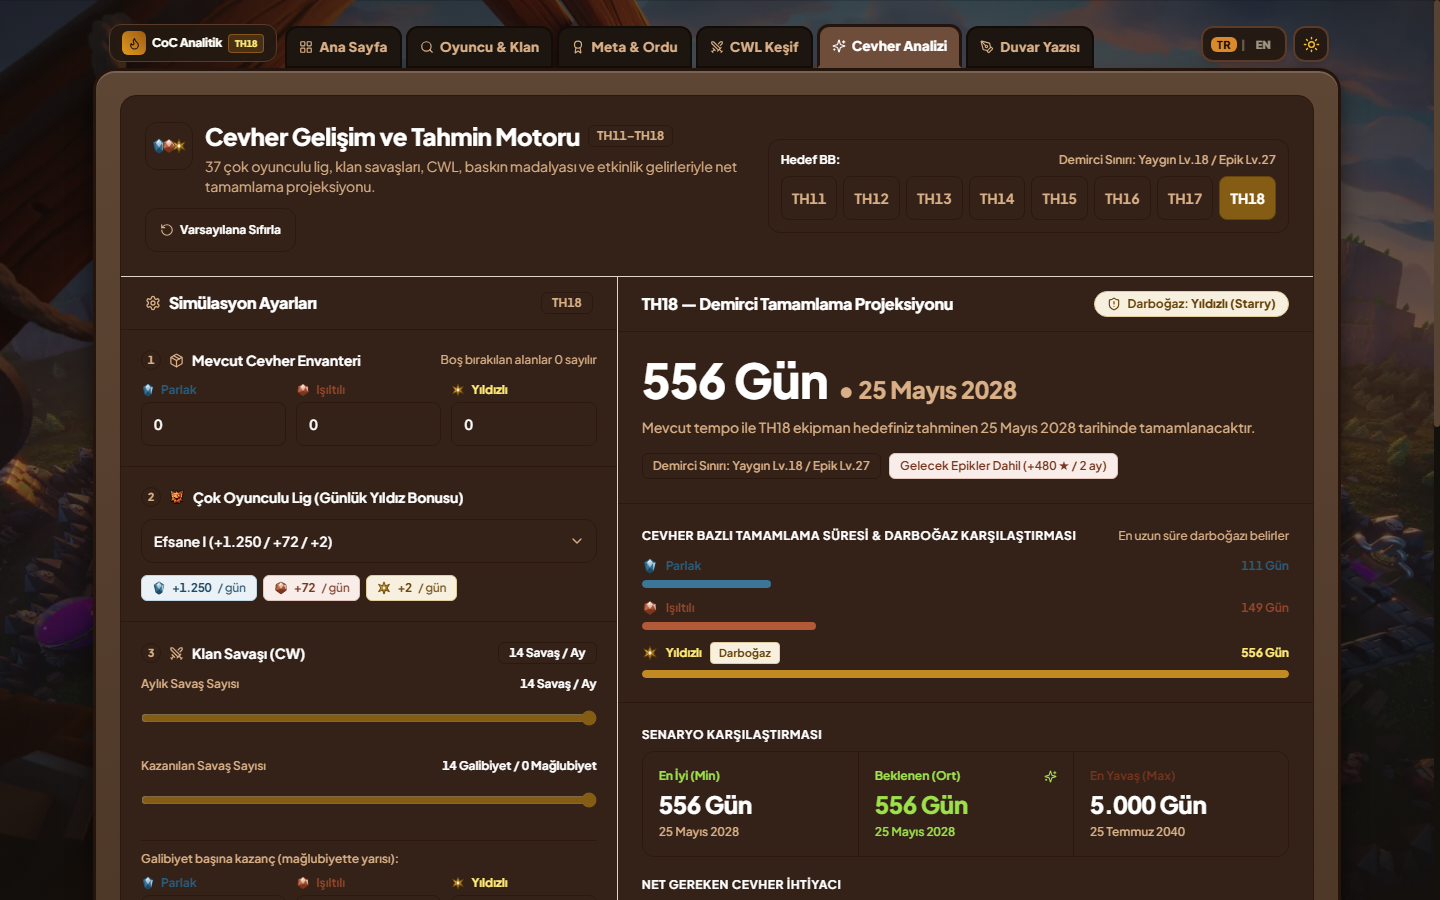 CoC Analitik TH18
Ana Sayfa
Oyuncu & Klan
Meta & Ordu
CWL Keşif
Cevher Analizi
Duvar Yazısı
TR | EN
Cevher Gelişim ve Tahmin Motoru TH11–TH18
37 çok oyunculu lig, klan savaşları, CWL, baskın madalyası ve etkinlik gelirleriyle net
tamamlama projeksiyonu.
Varsayılana Sıfırla
Hedef BB: Demirci Sınırı: Yaygın Lv.18 / Epik Lv.27
TH11 TH12 TH13 TH14 TH15 TH16 TH17 TH18
Simülasyon Ayarları TH18
1 Mevcut Cevher Envanteri Boş bırakılan alanlar 0 sayılır
Parlak Işıltılı Yıldızlı
0 0 0
2 Çok Oyunculu Lig (Günlük Yıldız Bonusu)
Efsane I (+1.250 / +72 / +2)
+1.250 / gün +72 / gün +2 / gün
3 Klan Savaşı (CW) 14 Savaş / Ay
Aylık Savaş Sayısı 14 Savaş / Ay
Kazanılan Savaş Sayısı 14 Galibiyet / 0 Mağlubiyet
Galibiyet başına kazanç (mağlubiyette yarısı):
Parlak Işıltılı Yıldızlı
TH18 — Demirci Tamamlama Projeksiyonu Darboğaz: Yıldızlı (Starry)
556 Gün ● 25 Mayıs 2028
Mevcut tempo ile TH18 ekipman hedefiniz tahminen 25 Mayıs 2028 tarihinde tamamlanacaktır.
Demirci Sınırı: Yaygın Lv.18 / Epik Lv.27 Gelecek Epikler Dahil (+480 ★ / 2 ay)
CEVHER BAZLI TAMAMLAMA SÜRESİ & DARBOĞAZ KARŞILAŞTIRMASI En uzun süre darboğazı belirler
Parlak 111 Gün
Işıltılı 149 Gün
Yıldızlı Darboğaz 556 Gün
SENARYO KARŞILAŞTIRMASI
En İyi (Min) Beklenen (Ort) En Yavaş (Max)
556 Gün 556 Gün 5.000 Gün
25 Mayıs 2028 25 Mayıs 2028 25 Temmuz 2040
NET GEREKEN CEVHER İHTİYACI